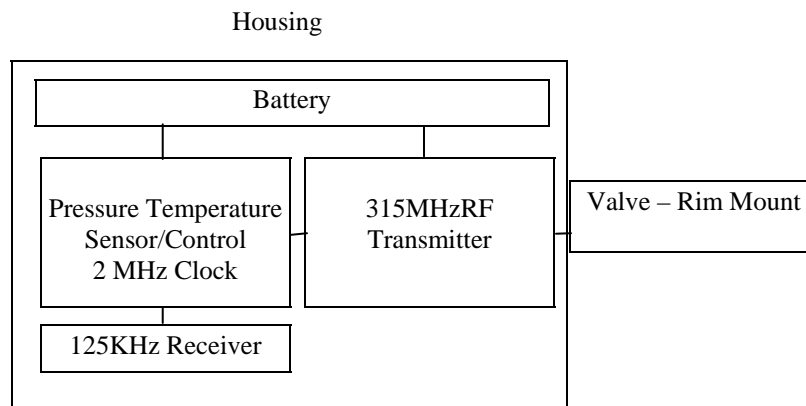 Housing
Battery
Pressure Temperature
Sensor/Control
2 MHz Clock
315MHzRF
Transmitter
Valve – Rim Mount
125KHz Receiver